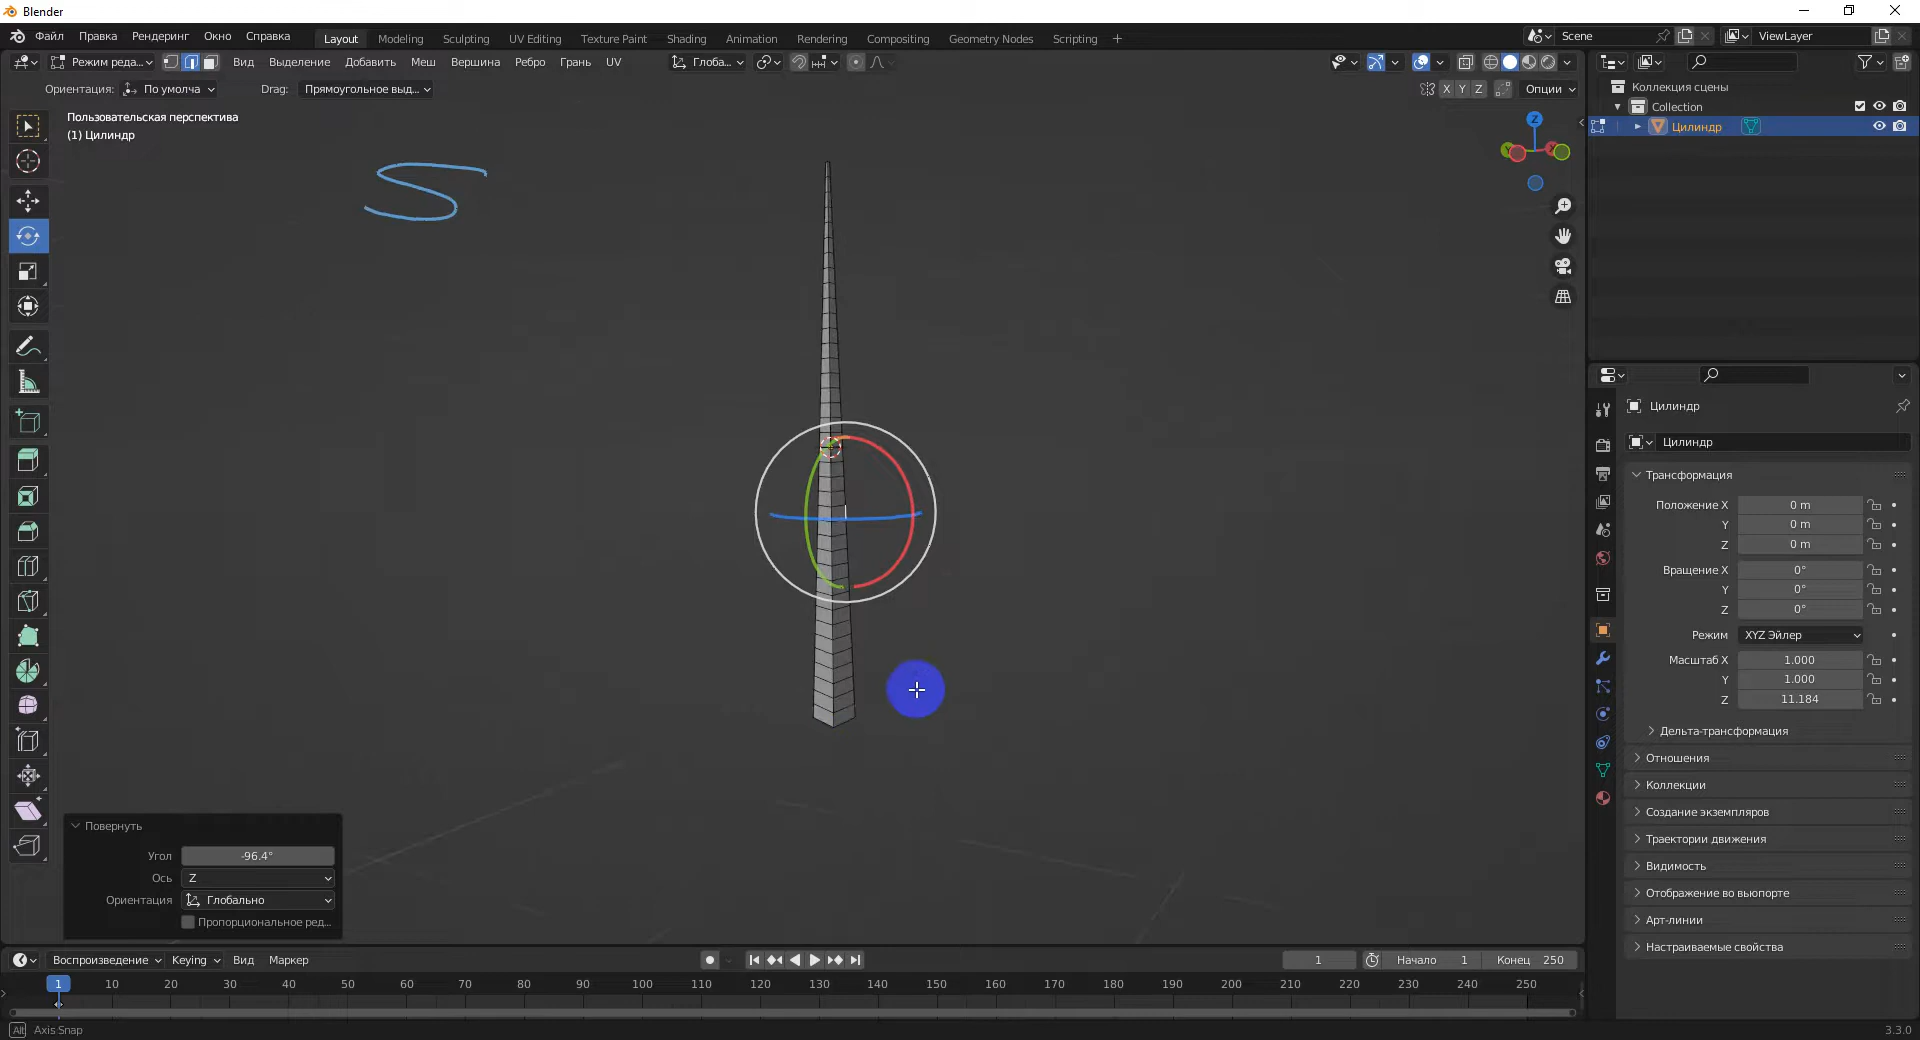 Blender
Файл Правка Рендеринг Окно Справка Layout Modeling Sculpting UV Editing Texture Paint Shading Animation Rendering Compositing Geometry Nodes Scripting + Scene ViewLayer
Режим реда... Вид Выделение Добавить Меш Вершина Ребро Грань UV Глоба...
Ориентация: По умолча Drag: Прямоугольное выд... X Y Z Опции
Пользовательская перспектива
(1) Цилиндр
S
Z
Коллекция сцены
Collection
Цилиндр
Цилиндр
Цилиндр
Трансформация
Положение X 0 m
Y 0 m
Z 0 m
Вращение X 0°
Y 0°
Z 0°
Режим XYZ Эйлер
Масштаб X 1.000
Y 1.000
Z 11.184
Дельта-трансформация
Отношения
Коллекции
Создание экземпляров
Траектории движения
Видимость
Отображение во вьюпорте
Арт-линии
Настраиваемые свойства
Повернуть
Угол -96.4°
Ось Z
Ориентация Глобально
Пропорциональное ред...
Воспроизведение Keying Вид Маркер 1 Начало 1 Конец 250
1 10 20 30 40 50 60 70 80 90 100 110 120 130 140 150 160 170 180 190 200 210 220 230 240 250
Alt Axis Snap 3.3.0